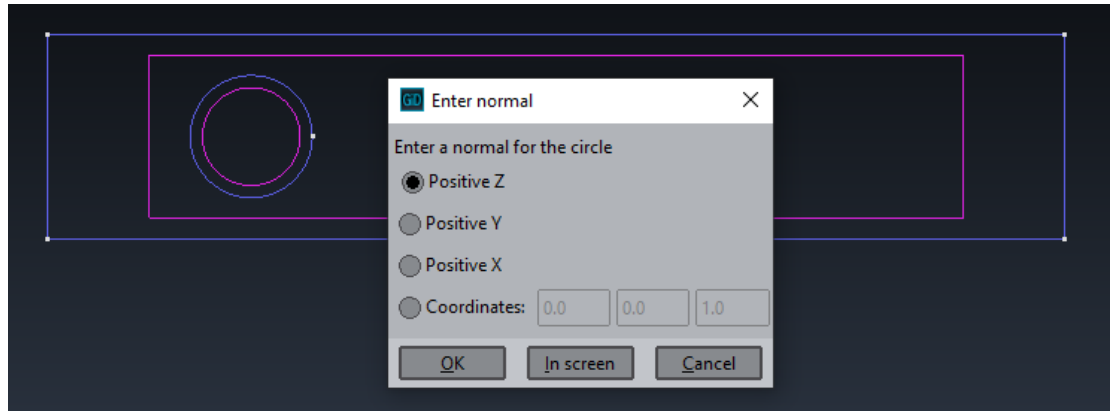 GiD Enter normal
Enter a normal for the circle
Positive Z
Positive Y
Positive X
Coordinates: 0.0 0.0 1.0
OK In screen Cancel